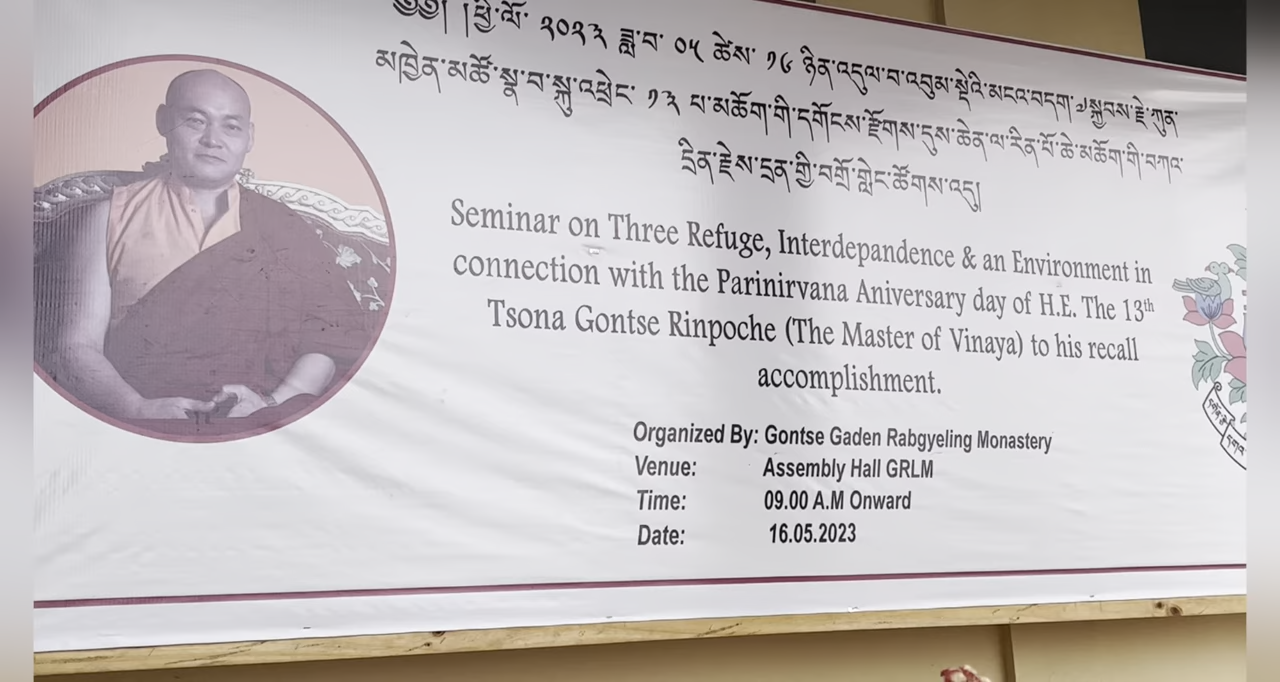 ༄༅། །ཕྱི་ལོ་ ༢༠༢༣ ཟླ་བ་ ༠༥ ཚེས་ ༡༦ ཉིན་འདུལ་བ་འབུམ་སྡེའི་མངའ་བདག་༧སྐྱབས་རྗེ་ཀུན་
མཁྱེན་མཚོ་སྣ་བ་སྐུ་འཕྲེང་ ༡༣ པ་མཆོག་གི་དགོངས་རྫོགས་དུས་ཆེན་ལ་རིན་པོ་ཆེ་མཆོག་གི་བཀའ་
དྲིན་རྗེས་དྲན་གྱི་བགྲོ་གླེང་ཚོགས་འདུ།
Seminar on Three Refuge, Interdepandence & an Environment in
connection with the Parinirvana Aniversary day of H.E. The 13th
Tsona Gontse Rinpoche (The Master of Vinaya) to his recall
accomplishment.
Organized By: Gontse Gaden Rabgyeling Monastery
Venue: Assembly Hall GRLM
Time: 09.00 A.M Onward
Date: 16.05.2023